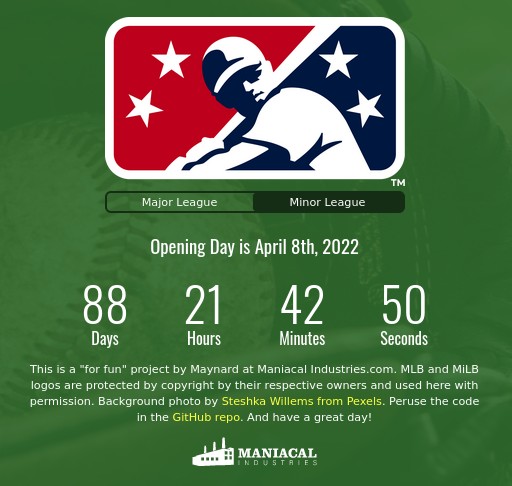 TM
Major League Minor League
Opening Day is April 8th, 2022
88 21 42 50
Days Hours Minutes Seconds
This is a "for fun" project by Maynard at Maniacal Industries.com. MLB and MiLB
logos are protected by copyright by their respective owners and used here with
permission. Background photo by Steshka Willems from Pexels. Peruse the code
in the GitHub repo. And have a great day!
MANIACAL
INDUSTRIES